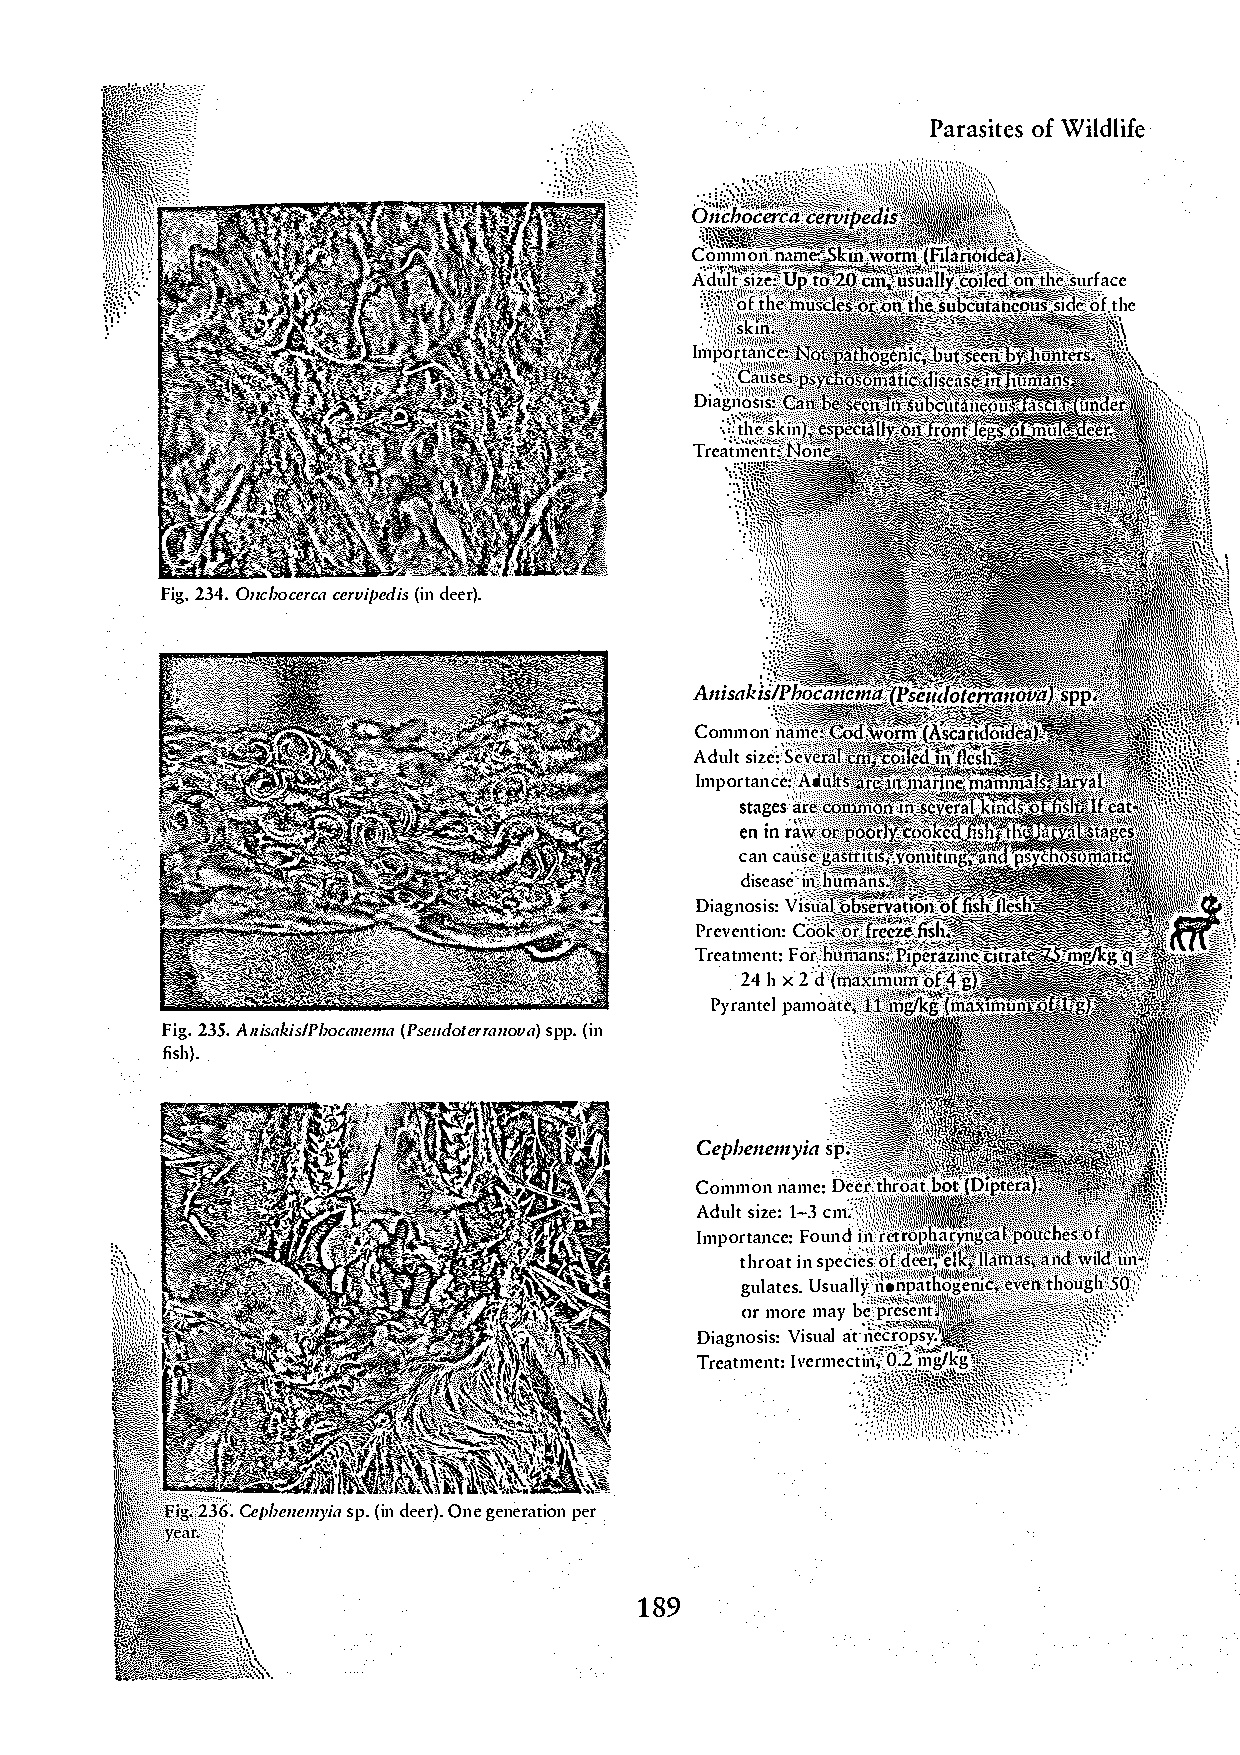 Parasites of Wildlife
Onchocerca cervipedis
Common name: Skin worm (Filarioidea).
Adult size: Up to 20 cm, usually coiled on the surface
of the muscles or on the subcutaneous side of the
skin.
Importance: Not pathogenic, but seen by hunters.
Causes psychosomatic disease in humans.
Diagnosis: Can be seen in subcutaneous fascia (under
the skin), especially on front legs of mule deer.
Treatment: None
Fig. 234. Onchocerca cervipedis (in deer).
Anisakis/Phocanema (Pseudoterranova) spp.
Common name: Cod worm (Ascaridoidea).
Adult size: Several cm, coiled in flesh.
Importance: Adults are in marine mammals; larval
stages are common in several kinds of fish. If eat-
en in raw or poorly cooked fish, the larval stages
can cause gastritis, vomiting, and psychosomatic
disease in humans.
Diagnosis: Visual observation of fish flesh.
Prevention: Cook or freeze fish.
Treatment: For humans: Piperazine citrate 75 mg/kg q
24 h × 2 d (maximum of 4 g)
Pyrantel pamoate, 11 mg/kg (maximum of 1 g)
Fig. 235. Anisakis/Phocanema (Pseudoterranova) spp. (in
fish).
Cephenemyia sp.
Common name: Deer throat bot (Diptera).
Adult size: 1–3 cm.
Importance: Found in retropharyngeal pouches of
throat in species of deer, elk, llamas, and wild un-
gulates. Usually nonpathogenic, even though 50
or more may be present.
Diagnosis: Visual at necropsy.
Treatment: Ivermectin, 0.2 mg/kg
Fig. 236. Cephenemyia sp. (in deer). One generation per
year.
189